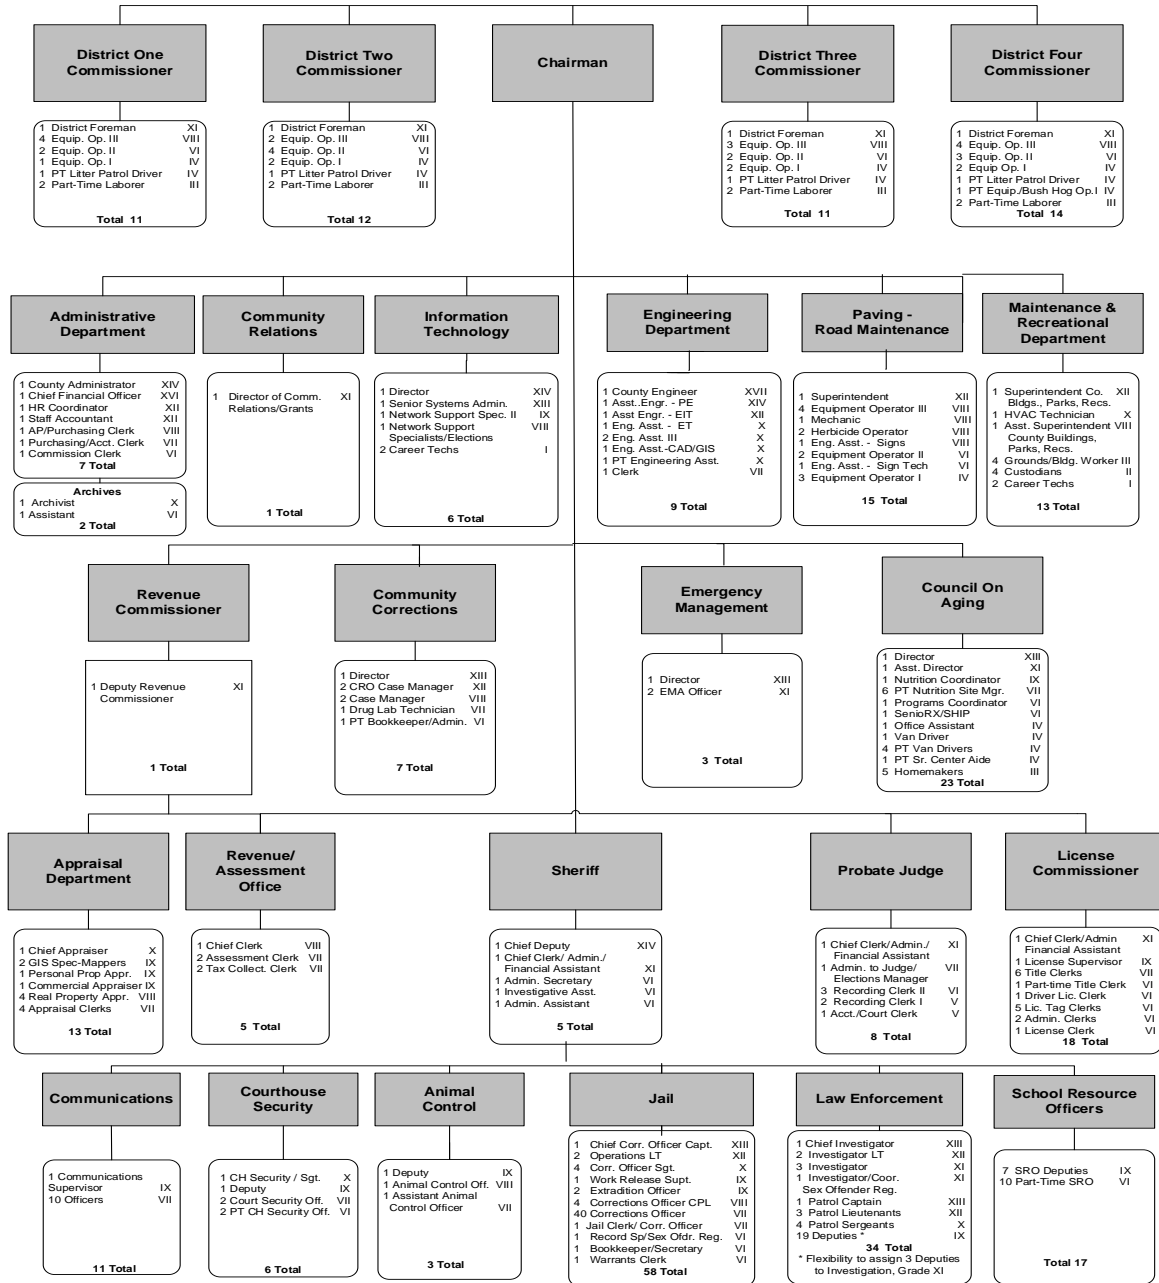 District One
Commissioner
1 District Foreman XI
4 Equip. Op. III VIII
2 Equip. Op. II VI
1 Equip. Op. I IV
1 PT Litter Patrol Driver IV
2 Part-Time Laborer III
Total 11
District Two
Commissioner
1 District Foreman XI
2 Equip. Op. III VIII
4 Equip. Op. II VI
2 Equip. Op. I IV
1 PT Litter Patrol Driver IV
2 Part-Time Laborer III
Total 12
Chairman
District Three
Commissioner
1 District Foreman XI
3 Equip. Op. III VIII
2 Equip. Op. II VI
2 Equip. Op. I IV
1 PT Litter Patrol Driver IV
2 Part-Time Laborer III
Total 11
District Four
Commissioner
1 District Foreman XI
4 Equip. Op. III VIII
3 Equip. Op. II VI
2 Equip Op. I IV
1 PT Litter Patrol Driver IV
1 PT Equip./Bush Hog Op.I IV
2 Part-Time Laborer III
Total 14
Administrative
Department
1 County Administrator XIV
1 Chief Financial Officer XVI
1 HR Coordinator XII
1 Staff Accountant XII
1 AP/Purchasing Clerk VIII
1 Purchasing/Acct. Clerk VII
1 Commission Clerk VI
7 Total
Archives
1 Archivist X
1 Assistant VI
2 Total
Community
Relations
1 Director of Comm. XI
Relations/Grants
1 Total
Information
Technology
1 Director XIV
1 Senior Systems Admin. XIII
1 Network Support Spec. II IX
1 Network Support VIII
Specialists/Elections
2 Career Techs I
6 Total
Engineering
Department
1 County Engineer XVII
1 Asst..Engr. - PE XIV
1 Asst Engr. - EIT XII
1 Eng. Asst. - ET X
2 Eng. Asst. III X
1 Eng. Asst.-CAD/GIS X
1 PT Engineering Asst. X
1 Clerk VII
9 Total
Paving -
Road Maintenance
1 Superintendent XII
4 Equipment Operator III VIII
1 Mechanic VIII
2 Herbicide Operator VIII
1 Eng. Asst. - Signs VIII
2 Equipment Operator II VI
1 Eng. Asst. - Sign Tech VI
3 Equipment Operator I IV
15 Total
Maintenance &
Recreational
Department
1 Superintendent Co. XII
Bldgs., Parks, Recs.
1 HVAC Technician X
1 Asst. Superintendent VIII
County Buildings,
Parks, Recs.
4 Grounds/Bldg. Worker III
4 Custodians II
2 Career Techs I
13 Total
Revenue
Commissioner
1 Deputy Revenue XI
Commissioner
1 Total
Community
Corrections
1 Director XIII
2 CRO Case Manager XII
2 Case Manager VIII
1 Drug Lab Technician VII
1 PT Bookkeeper/Admin. VI
7 Total
Emergency
Management
1 Director XIII
2 EMA Officer XI
3 Total
Council On
Aging
1 Director XIII
1 Asst. Director XI
1 Nutrition Coordinator IX
6 PT Nutrition Site Mgr. VII
1 Programs Coordinator VI
1 SenioRX/SHIP VI
1 Office Assistant IV
1 Van Driver IV
4 PT Van Drivers IV
1 PT Sr. Center Aide IV
5 Homemakers III
23 Total
Appraisal
Department
1 Chief Appraiser X
2 GIS Spec-Mappers IX
1 Personal Prop Appr. IX
1 Commercial Appraiser IX
4 Real Property Appr. VIII
4 Appraisal Clerks VII
13 Total
Revenue/
Assessment
Office
1 Chief Clerk VIII
2 Assessment Clerk VII
2 Tax Collect. Clerk VII
5 Total
Sheriff
1 Chief Deputy XIV
1 Chief Clerk/ Admin./
Financial Assistant XI
1 Admin. Secretary VI
1 Investigative Asst. VI
1 Admin. Assistant VI
5 Total
Probate Judge
1 Chief Clerk/Admin./ XI
Financial Assistant
1 Admin. to Judge/ VII
Elections Manager
3 Recording Clerk II VI
2 Recording Clerk I V
1 Acct./Court Clerk V
8 Total
License
Commissioner
1 Chief Clerk/Admin XI
Financial Assistant
1 License Supervisor IX
6 Title Clerks VII
1 Part-time Title Clerk VI
1 Driver Lic. Clerk VI
5 Lic. Tag Clerks VI
2 Admin. Clerks VI
1 License Clerk VI
18 Total
Communications
1 Communications
Supervisor IX
10 Officers VII
11 Total
Courthouse
Security
1 CH Security / Sgt. X
1 Deputy IX
2 Court Security Off. VII
2 PT CH Security Off. VI
6 Total
Animal
Control
1 Deputy IX
1 Animal Control Off. VIII
1 Assistant Animal
Control Officer VII
3 Total
Jail
1 Chief Corr. Officer Capt. XIII
2 Operations LT XII
4 Corr. Officer Sgt. X
1 Work Release Supt. IX
2 Extradition Officer IX
4 Corrections Officer CPL VIII
40 Corrections Officer VII
1 Jail Clerk/ Corr. Officer VII
1 Record Sp/Sex Ofdr. Reg. VI
1 Bookkeeper/Secretary VI
1 Warrants Clerk VI
58 Total
Law Enforcement
1 Chief Investigator XIII
2 Investigator LT XII
3 Investigator XI
1 Investigator/Coor. XI
Sex Offender Reg.
1 Patrol Captain XIII
3 Patrol Lieutenants XII
4 Patrol Sergeants X
19 Deputies * IX
34 Total
* Flexibility to assign 3 Deputies
to Investigation, Grade XI
School Resource
Officers
7 SRO Deputies IX
10 Part-Time SRO VI
Total 17